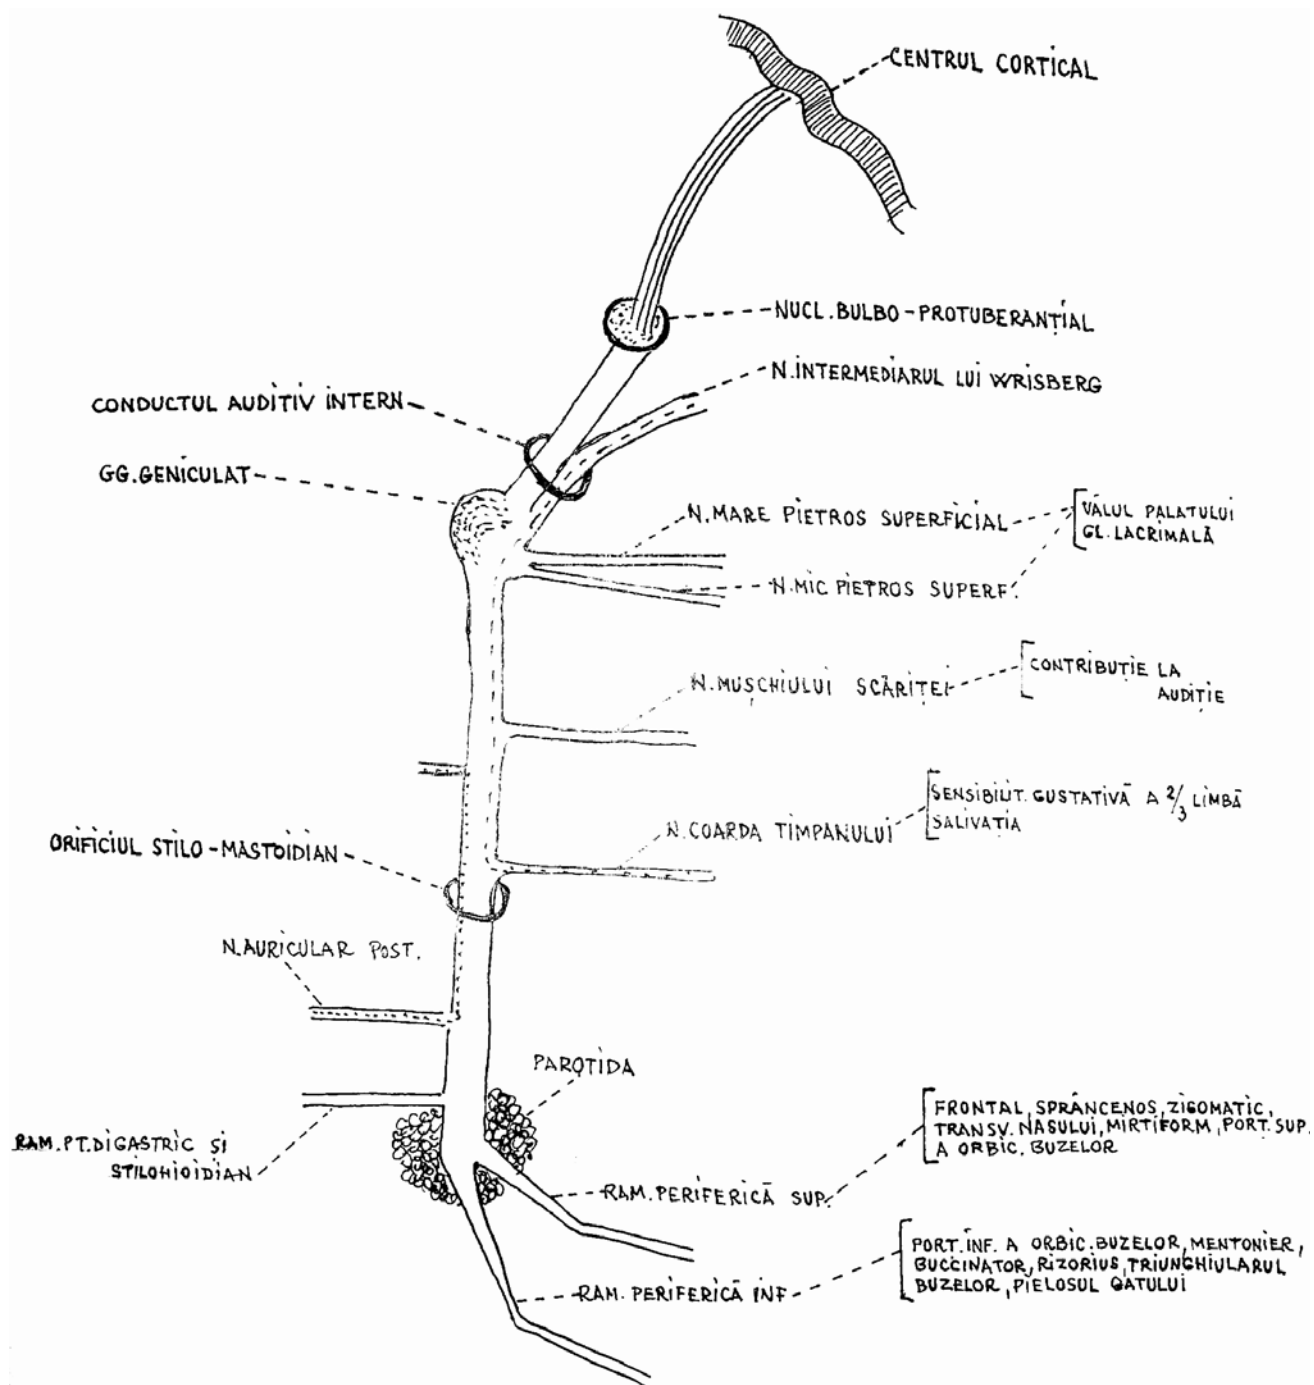 CENTRUL CORTICAL
NUCL. BULBO-PROTUBERANȚIAL
N. INTERMEDIARUL LUI WRISBERG
CONDUCTUL AUDITIV INTERN
GG. GENICULAT
N. MARE PIETROS SUPERFICIAL
VĂLUL PALATULUI
GL. LACRIMALĂ
N. MIC PIETROS SUPERF.
N. MUȘCHIULUI SCĂRIȚEI
CONTRIBUȚIE LA
AUDIȚIE
SENSIBILIT. GUSTATIVĂ A 2/3 LIMBĂ
SALIVAȚIA
N. COARDA TIMPANULUI
ORIFICIUL STILO-MASTOIDIAN
N. AURICULAR POST.
PAROTIDA
RAM. PT. DIGASTRIC ȘI
STILOHIOIDIAN
FRONTAL, SPRÂNCENOS, ZIGOMATIC,
TRANSV. NASULUI, MIRTIFORM, PORT. SUP.
A ORBIC. BUZELOR
RAM. PERIFERICĂ SUP.
PORT. INF. A ORBIC. BUZELOR, MENTONIER,
BUCCINATOR, RIZORIUS, TRIUNGHIULARUL
BUZELOR, PIELOSUL GATULUI
RAM. PERIFERICĂ INF